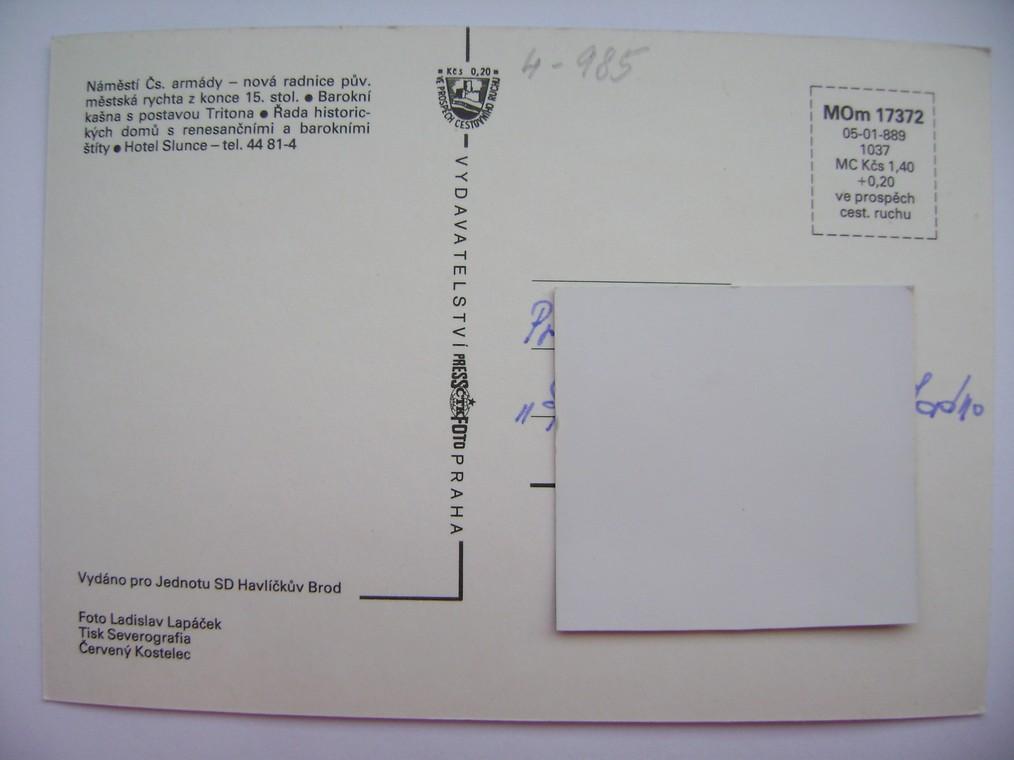 Náměstí Čs. armády – nová radnice pův.
městská rychta z konce 15. stol. ● Barokní
kašna s postavou Tritona ● Řada historic-
kých domů s renesančními a barokními
štíty ● Hotel Slunce – tel. 44 81-4
Kčs 0,20
VE PROSPĚCH CESTOVNÍHO RUCHU
VYDAVATELSTVÍ PRESSFOTO PRAHA
ČTK
4-985
MOm 17372
05-01-889
1037
MC Kčs 1,40
+0,20
ve prospěch
cest. ruchu
Vydáno pro Jednotu SD Havlíčkův Brod
Foto Ladislav Lapáček
Tisk Severografia
Červený Kostelec